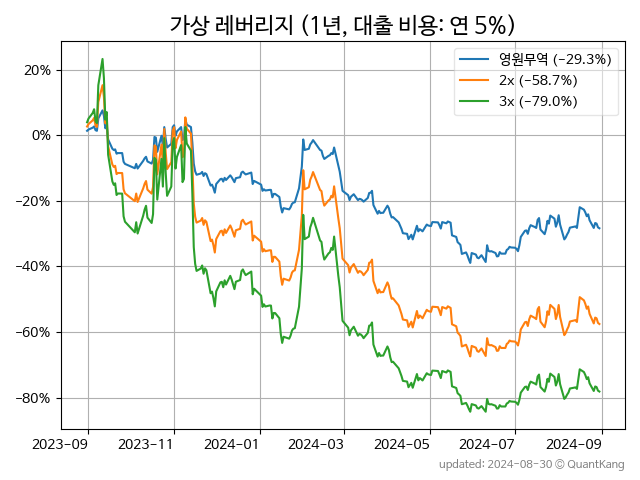 가상 레버리지 (1년, 대출 비용: 연 5%)
영원무역 (-29.3%)
2x (-58.7%)
3x (-79.0%)
20%
0%
-20%
-40%
-60%
-80%
2023-09 2023-11 2024-01 2024-03 2024-05 2024-07 2024-09
updated: 2024-08-30 © QuantKang